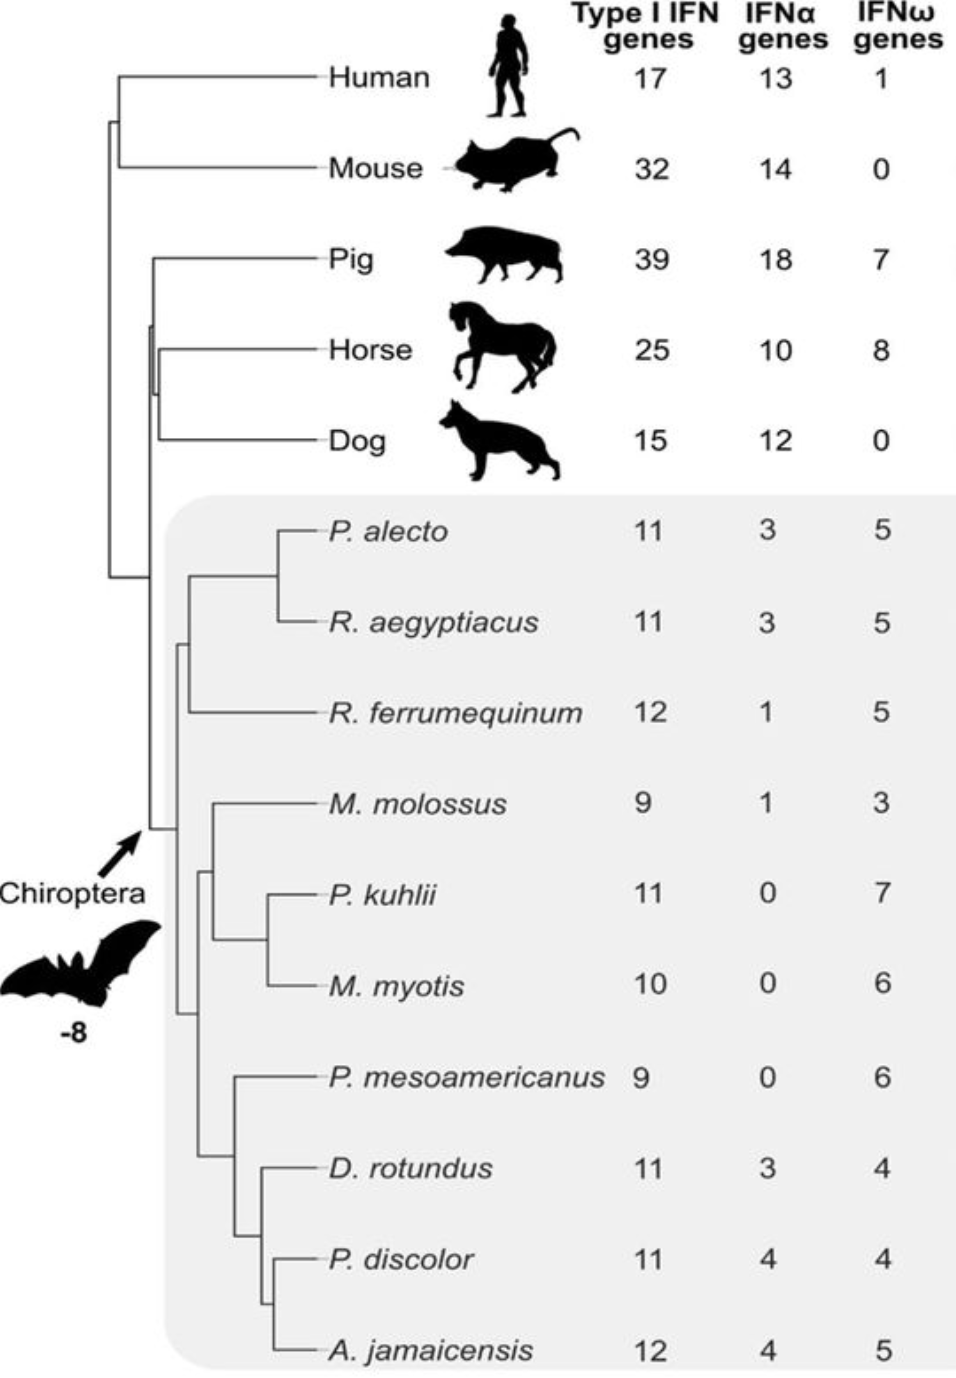 Type I IFN genes IFNα genes IFNω genes
Human 17 13 1
Mouse 32 14 0
Pig 39 18 7
Horse 25 10 8
Dog 15 12 0
P. alecto 11 3 5
R. aegyptiacus 11 3 5
R. ferrumequinum 12 1 5
M. molossus 9 1 3
Chiroptera
P. kuhlii 11 0 7
M. myotis 10 0 6
-8
P. mesoamericanus 9 0 6
D. rotundus 11 3 4
P. discolor 11 4 4
A. jamaicensis 12 4 5